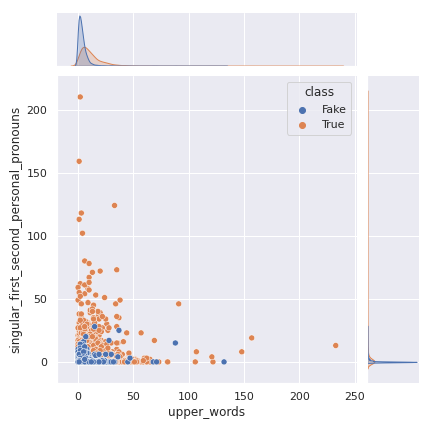 class
Fake
True
singular_first_second_personal_pronouns
200
150
100
50
0
0
50
100
150
200
250
upper_words